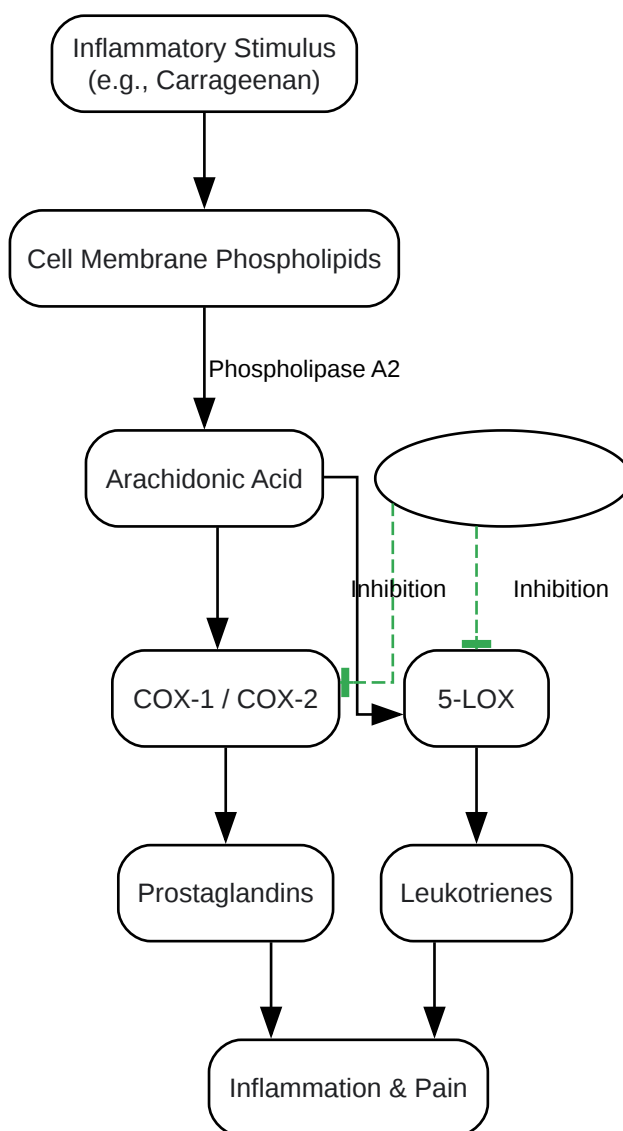 Inflammatory Stimulus
(e.g., Carrageenan)
Cell Membrane Phospholipids
Phospholipase A2
Arachidonic Acid
Inhibition
Inhibition
COX-1 / COX-2
5-LOX
Prostaglandins
Leukotrienes
Inflammation & Pain